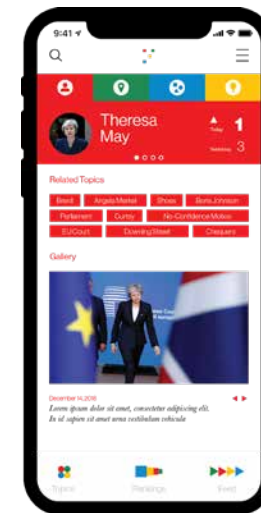 9:41
Theresa
May
Today 1
Yesterday 3
Related Topics
Brexit Angela Merkel Shoes Boris Johnson
Parliament Curtsy No-Confidence Motion
EU Court Downing Street Chequers
Gallery
December 14, 2018
Lorem ipsum dolor sit amet, consectetur adipiscing elit.
In id sapien sit amet urna vestibulum vehicula
Topics Rankings Feed